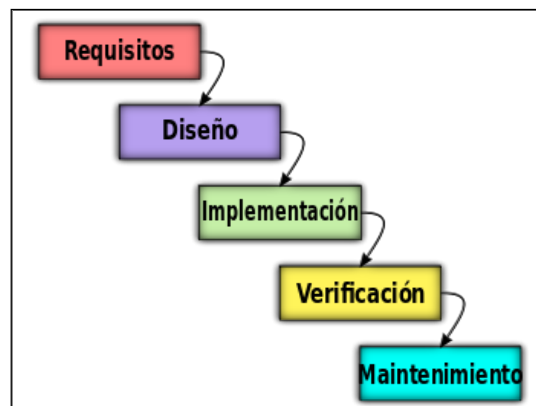 Requisitos
Diseño
Implementación
Verificación
Maintenimiento